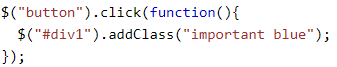 $("button").click(function(){
  $("#div1").addClass("important blue");
});